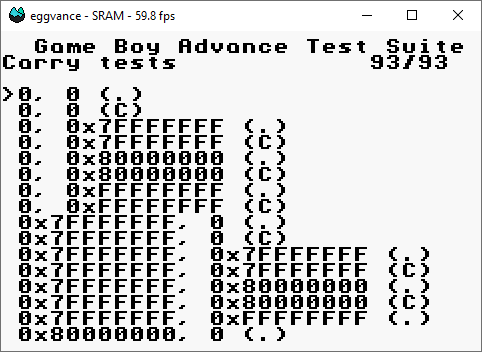 eggvance - SRAM - 59.8 fps
Game Boy Advance Test Suite
Carry tests 93/93
>0, 0 (.)
0, 0 (C)
0, 0x7FFFFFFF (.)
0, 0x7FFFFFFF (C)
0, 0x80000000 (.)
0, 0x80000000 (C)
0, 0xFFFFFFFF (.)
0, 0xFFFFFFFF (C)
0x7FFFFFFF, 0 (.)
0x7FFFFFFF, 0 (C)
0x7FFFFFFF, 0x7FFFFFFF (.)
0x7FFFFFFF, 0x7FFFFFFF (C)
0x7FFFFFFF, 0x80000000 (.)
0x7FFFFFFF, 0x80000000 (C)
0x7FFFFFFF, 0xFFFFFFFF (.)
0x80000000, 0 (.)